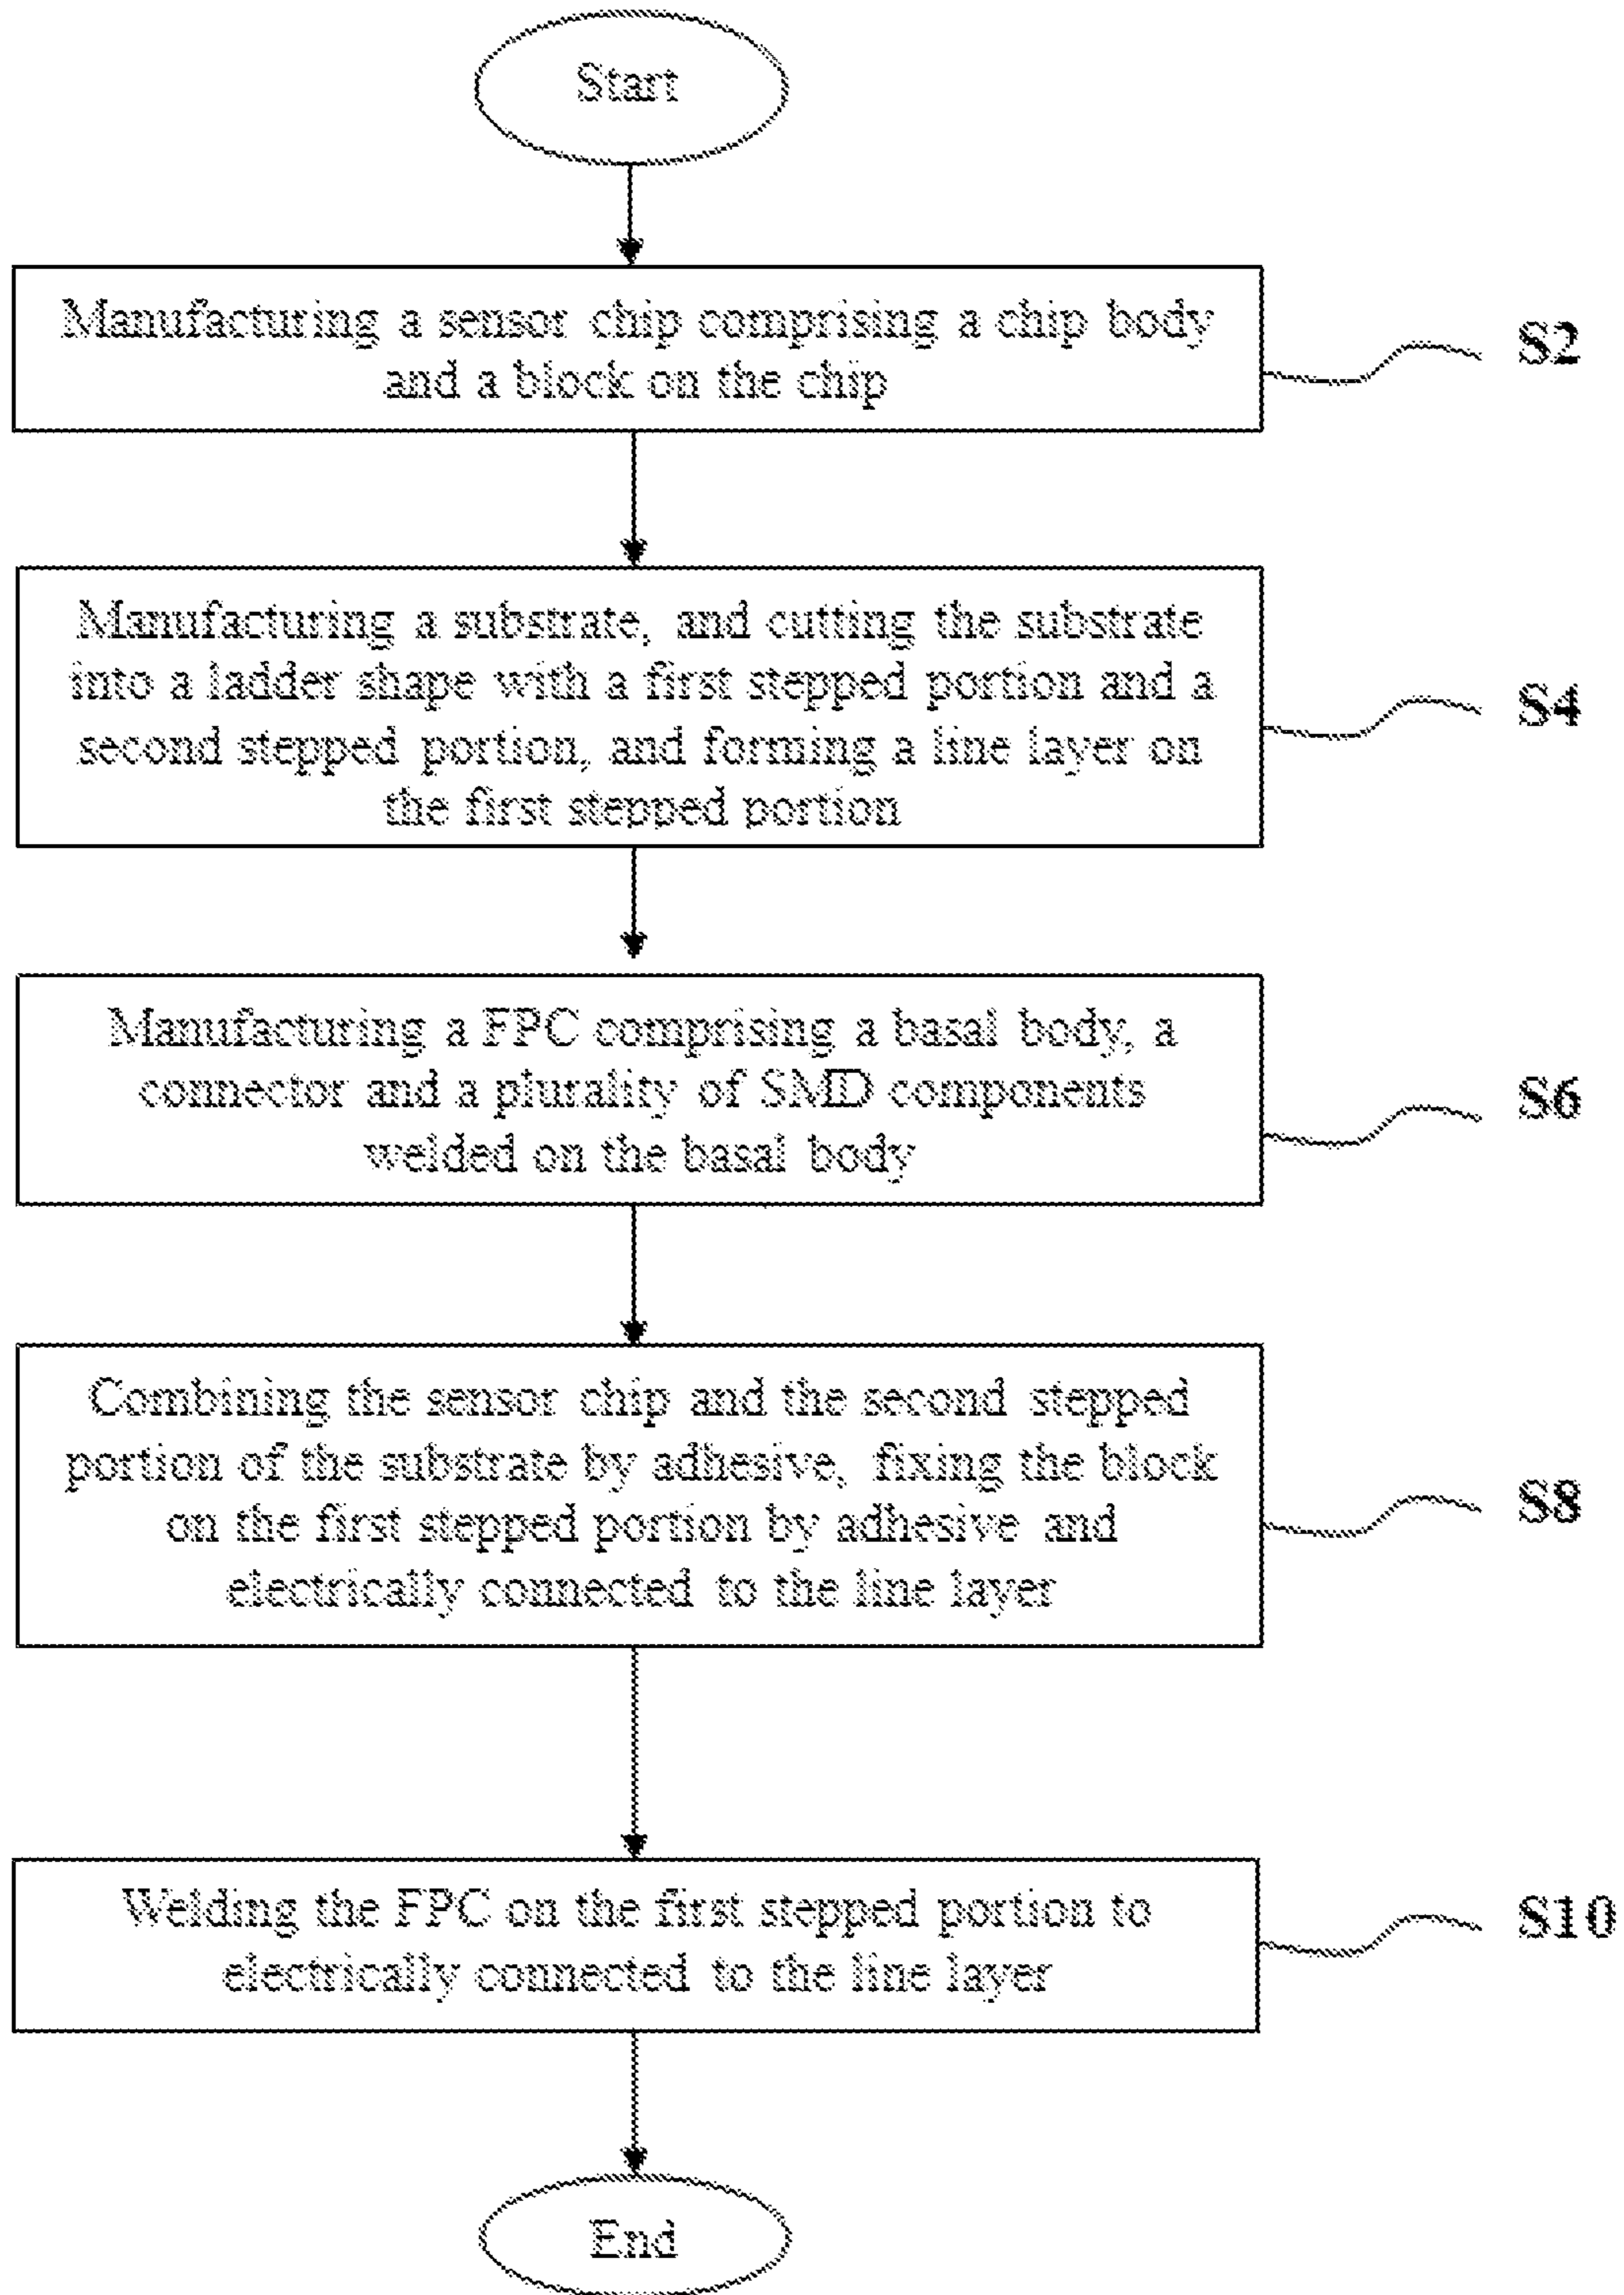 Start
Manufacturing a sensor chip comprising a chip body
and a block on the chip
S2
Manufacturing a substrate, and cutting the substrate
into a ladder shape with a first stepped portion and a
second stepped portion, and forming a line layer on
the first stepped portion
S4
Manufacturing a FPC comprising a basal body, a
connector and a plurality of SMD components
welded on the basal body
S6
Combining the sensor chip and the second stepped
portion of the substrate by adhesive, fixing the block
on the first stepped portion by adhesive and
electrically connected to the line layer
S8
Welding the FPC on the first stepped portion to
electrically connected to the line layer
S10
End